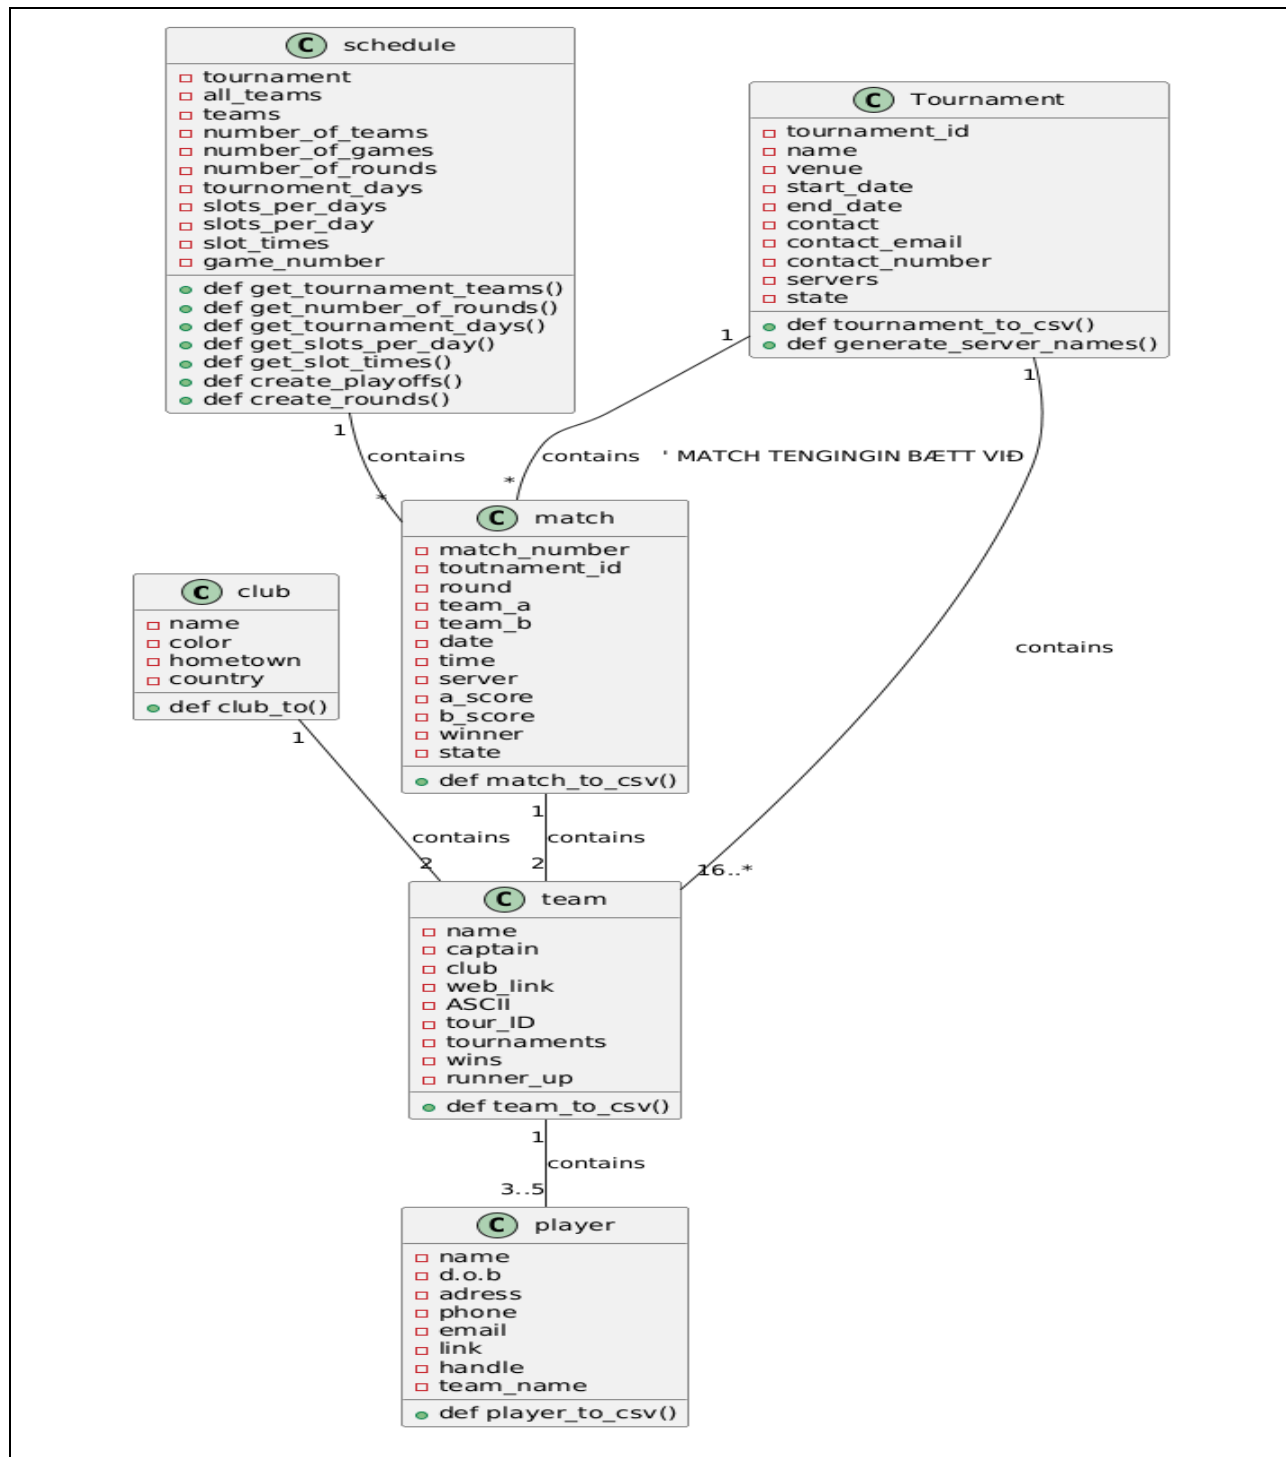 C schedule
tournament
all_teams
teams
number_of_teams
number_of_games
number_of_rounds
tournoment_days
slots_per_days
slots_per_day
slot_times
game_number
def get_tournament_teams()
def get_number_of_rounds()
def get_tournament_days()
def get_slots_per_day()
def get_slot_times()
def create_playoffs()
def create_rounds()
C Tournament
tournament_id
name
venue
start_date
end_date
contact
contact_email
contact_number
servers
state
def tournament_to_csv()
def generate_server_names()
1
1
1
contains
contains ' MATCH TENGINGIN BÆTT VIÐ
*
*
C match
match_number
toutnament_id
round
team_a
team_b
date
time
server
a_score
b_score
winner
state
def match_to_csv()
C club
name
color
hometown
country
def club_to()
contains
1
1
contains
contains
2
2
16..*
C team
name
captain
club
web_link
ASCII
tour_ID
tournaments
wins
runner_up
def team_to_csv()
1
contains
3..5
C player
name
d.o.b
adress
phone
email
link
handle
team_name
def player_to_csv()